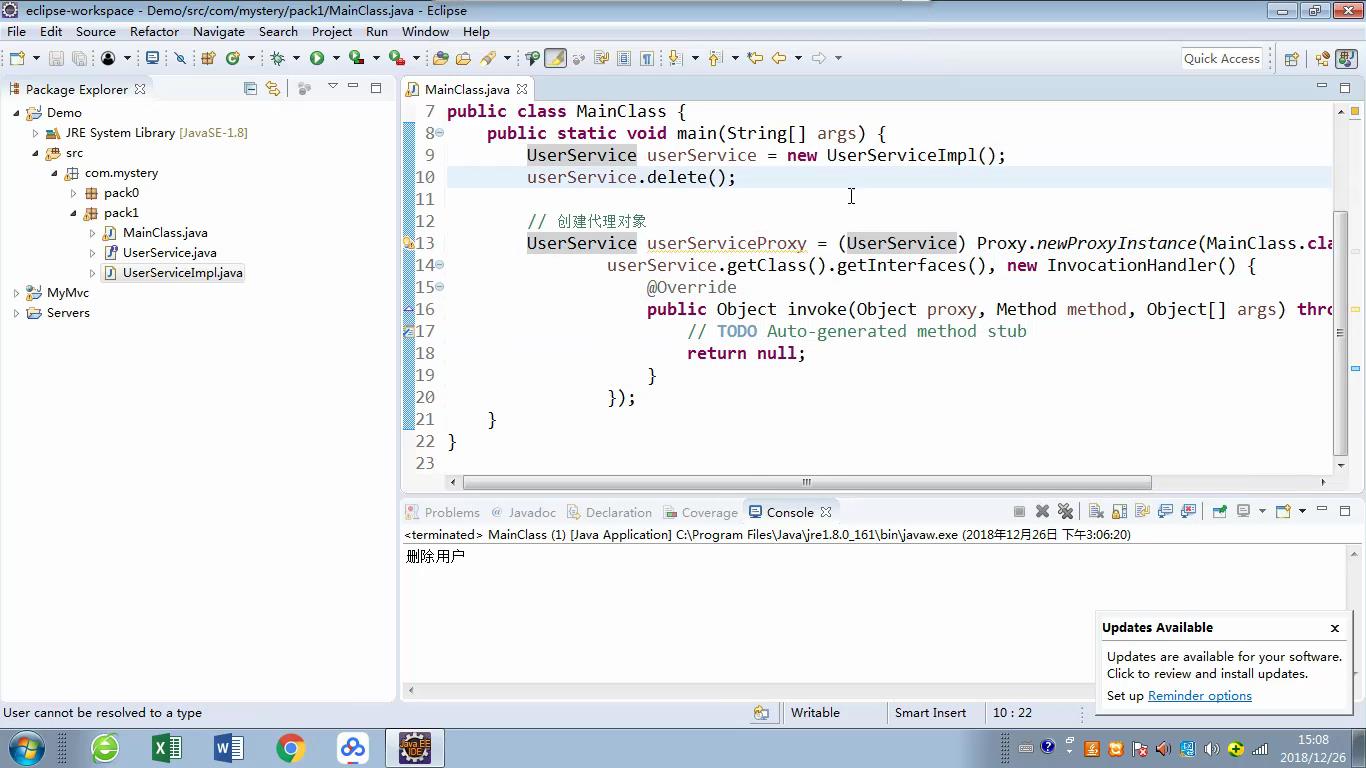 eclipse-workspace - Demo/src/com/mystery/pack1/MainClass.java - Eclipse
File Edit Source Refactor Navigate Search Project Run Window Help
Quick Access
Package Explorer
MainClass.java
Demo
JRE System Library [JavaSE-1.8]
src
com.mystery
pack0
pack1
MainClass.java
UserService.java
UserServiceImpl.java
MyMvc
Servers
7 public class MainClass {
8 public static void main(String[] args) {
9 UserService userService = new UserServiceImpl();
10 userService.delete();
11
12 // 创建代理对象
13 UserService userServiceProxy = (UserService) Proxy.newProxyInstance(MainClass.cla
14 userService.getClass().getInterfaces(), new InvocationHandler() {
15 @Override
16 public Object invoke(Object proxy, Method method, Object[] args) thro
17 // TODO Auto-generated method stub
18 return null;
19 }
20 });
21 }
22 }
23
Problems @ Javadoc Declaration Coverage Console
<terminated> MainClass (1) [Java Application] C:\Program Files\Java\jre1.8.0_161\bin\javaw.exe (2018年12月26日 下午3:06:20)
删除用户
Updates Available x
Updates are available for your software.
Click to review and install updates.
Set up Reminder options
User cannot be resolved to a type
Writable
Smart Insert
10 : 22
Java EE
IDE
15:08
2018/12/26